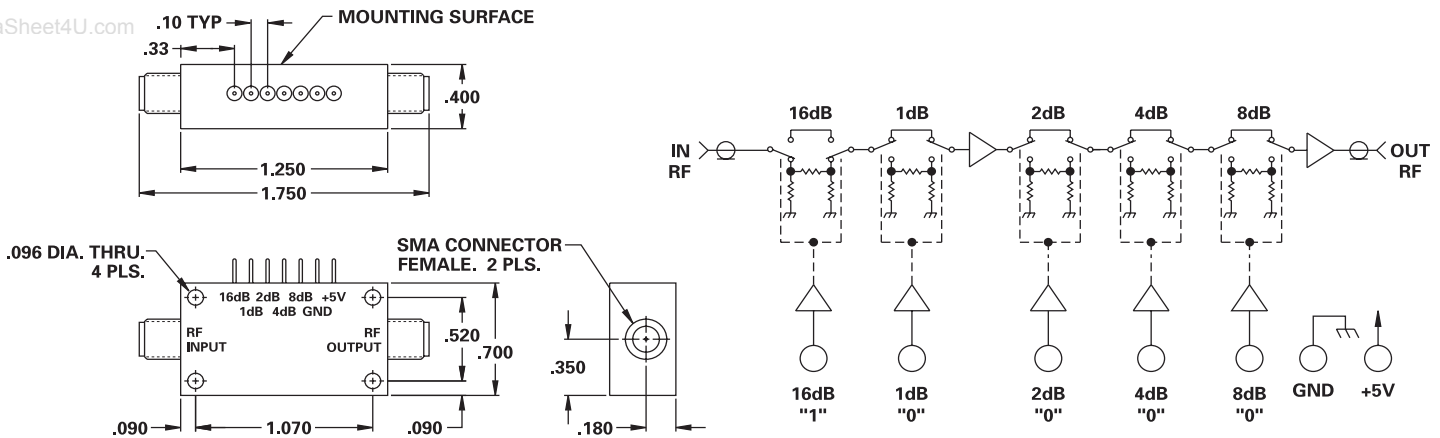 aSheet4U.com
.10 TYP
MOUNTING SURFACE
.33
.400
1.250
1.750
.096 DIA. THRU.
4 PLS.
SMA CONNECTOR
FEMALE. 2 PLS.
16dB 2dB 8dB +5V
1dB 4dB GND
RF
INPUT
RF
OUTPUT
.520
.700
.350
.090
1.070
.090
.180
16dB
1dB
2dB
4dB
8dB
IN
RF
OUT
RF
16dB
"1"
1dB
"0"
2dB
"0"
4dB
"0"
8dB
"0"
GND
+5V